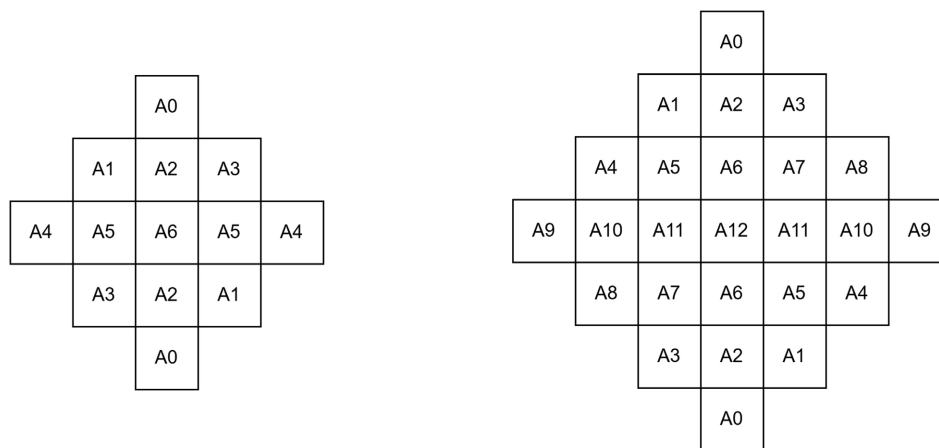 A0
A1 A2 A3
A4 A5 A6 A5 A4
A3 A2 A1
A0
A0
A1 A2 A3
A4 A5 A6 A7 A8
A9 A10 A11 A12 A11 A10 A9
A8 A7 A6 A5 A4
A3 A2 A1
A0